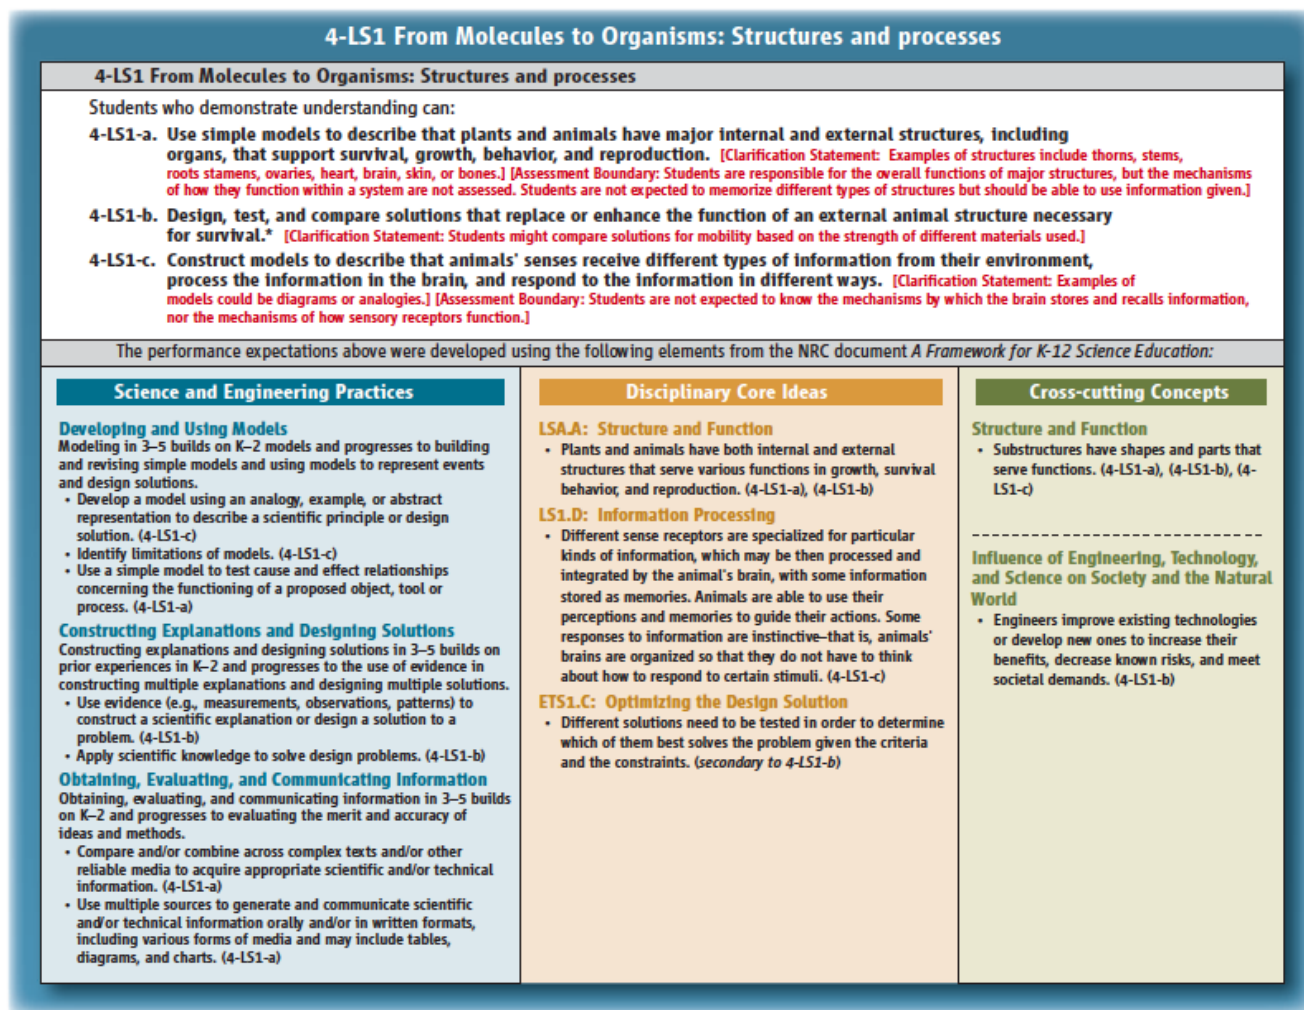 4-LS1 From Molecules to Organisms: Structures and processes
4-LS1 From Molecules to Organisms: Structures and processes
Students who demonstrate understanding can:
4-LS1-a. Use simple models to describe that plants and animals have major internal and external structures, including
organs, that support survival, growth, behavior, and reproduction. [Clarification Statement: Examples of structures include thorns, stems,
roots stamens, ovaries, heart, brain, skin, or bones.] [Assessment Boundary: Students are responsible for the overall functions of major structures, but the mechanisms
of how they function within a system are not assessed. Students are not expected to memorize different types of structures but should be able to use information given.]
4-LS1-b. Design, test, and compare solutions that replace or enhance the function of an external animal structure necessary
for survival.* [Clarification Statement: Students might compare solutions for mobility based on the strength of different materials used.]
4-LS1-c. Construct models to describe that animals' senses receive different types of information from their environment,
process the information in the brain, and respond to the information in different ways. [Clarification Statement: Examples of
models could be diagrams or analogies.] [Assessment Boundary: Students are not expected to know the mechanisms by which the brain stores and recalls information,
nor the mechanisms of how sensory receptors function.]
The performance expectations above were developed using the following elements from the NRC document A Framework for K-12 Science Education:
Science and Engineering Practices
Developing and Using Models
Modeling in 3–5 builds on K–2 models and progresses to building
and revising simple models and using models to represent events
and design solutions.
• Develop a model using an analogy, example, or abstract
representation to describe a scientific principle or design
solution. (4-LS1-c)
• Identify limitations of models. (4-LS1-c)
• Use a simple model to test cause and effect relationships
concerning the functioning of a proposed object, tool or
process. (4-LS1-a)
Constructing Explanations and Designing Solutions
Constructing explanations and designing solutions in 3–5 builds on
prior experiences in K–2 and progresses to the use of evidence in
constructing multiple explanations and designing multiple solutions.
• Use evidence (e.g., measurements, observations, patterns) to
construct a scientific explanation or design a solution to a
problem. (4-LS1-b)
• Apply scientific knowledge to solve design problems. (4-LS1-b)
Obtaining, Evaluating, and Communicating Information
Obtaining, evaluating, and communicating information in 3–5 builds
on K–2 and progresses to evaluating the merit and accuracy of
ideas and methods.
• Compare and/or combine across complex texts and/or other
reliable media to acquire appropriate scientific and/or technical
information. (4-LS1-a)
• Use multiple sources to generate and communicate scientific
and/or technical information orally and/or in written formats,
including various forms of media and may include tables,
diagrams, and charts. (4-LS1-a)
Disciplinary Core Ideas
LSA.A: Structure and Function
• Plants and animals have both internal and external
structures that serve various functions in growth, survival
behavior, and reproduction. (4-LS1-a), (4-LS1-b)
LS1.D: Information Processing
• Different sense receptors are specialized for particular
kinds of information, which may be then processed and
integrated by the animal's brain, with some information
stored as memories. Animals are able to use their
perceptions and memories to guide their actions. Some
responses to information are instinctive–that is, animals'
brains are organized so that they do not have to think
about how to respond to certain stimuli. (4-LS1-c)
ETS1.C: Optimizing the Design Solution
• Different solutions need to be tested in order to determine
which of them best solves the problem given the criteria
and the constraints. (secondary to 4-LS1-b)
Cross-cutting Concepts
Structure and Function
• Substructures have shapes and parts that
serve functions. (4-LS1-a), (4-LS1-b), (4-
LS1-c)
Influence of Engineering, Technology,
and Science on Society and the Natural
World
• Engineers improve existing technologies
or develop new ones to increase their
benefits, decrease known risks, and meet
societal demands. (4-LS1-b)